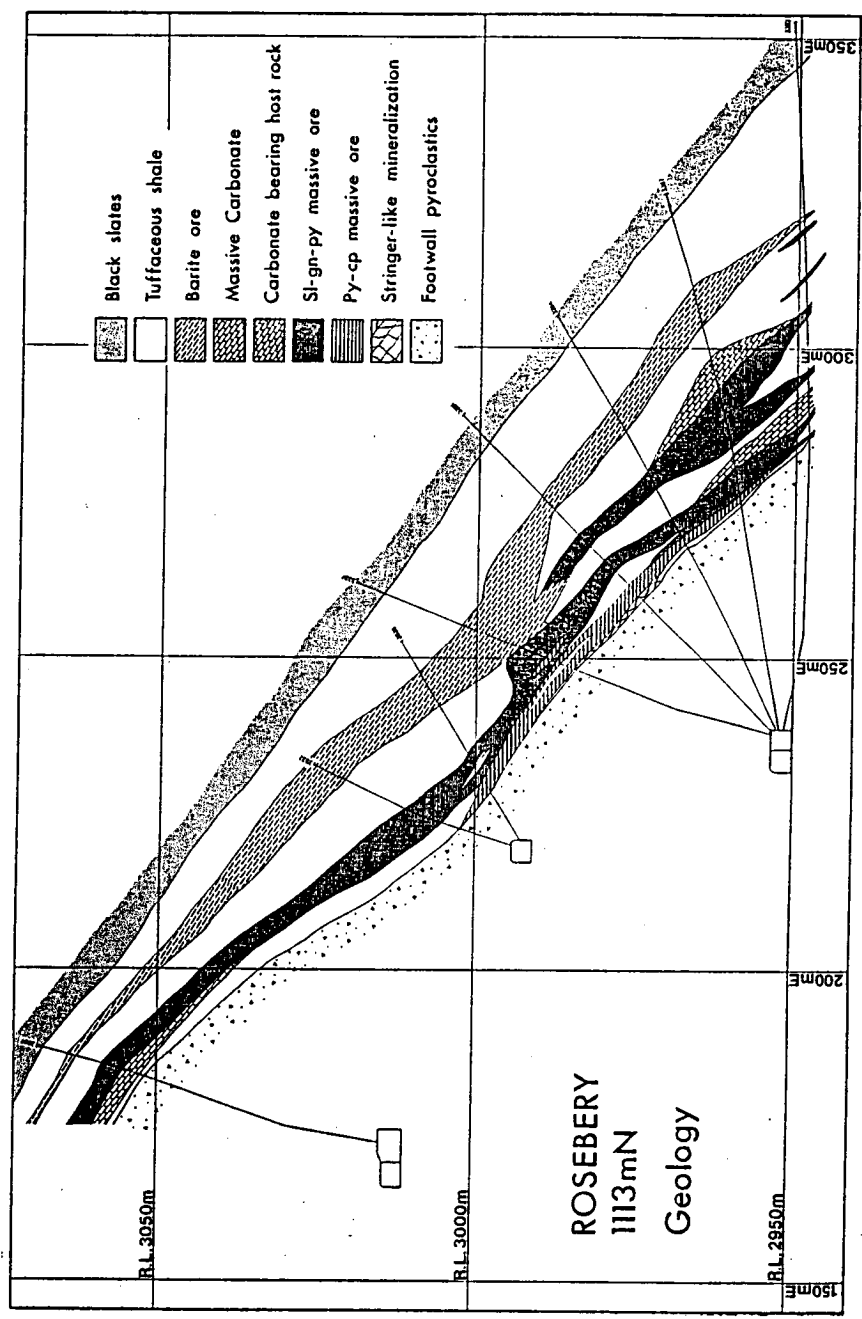 Black slates
Tuffaceous shale
Barite ore
Massive Carbonate
Carbonate bearing host rock
Sl-gn-py massive ore
Py-cp massive ore
Stringer-like mineralization
Footwall pyroclastics
R.L.3050m
R.L.3000m
R.L.2950m
150mE
200mE
250mE
300mE
350mE
ROSEBERY
1113mN
Geology